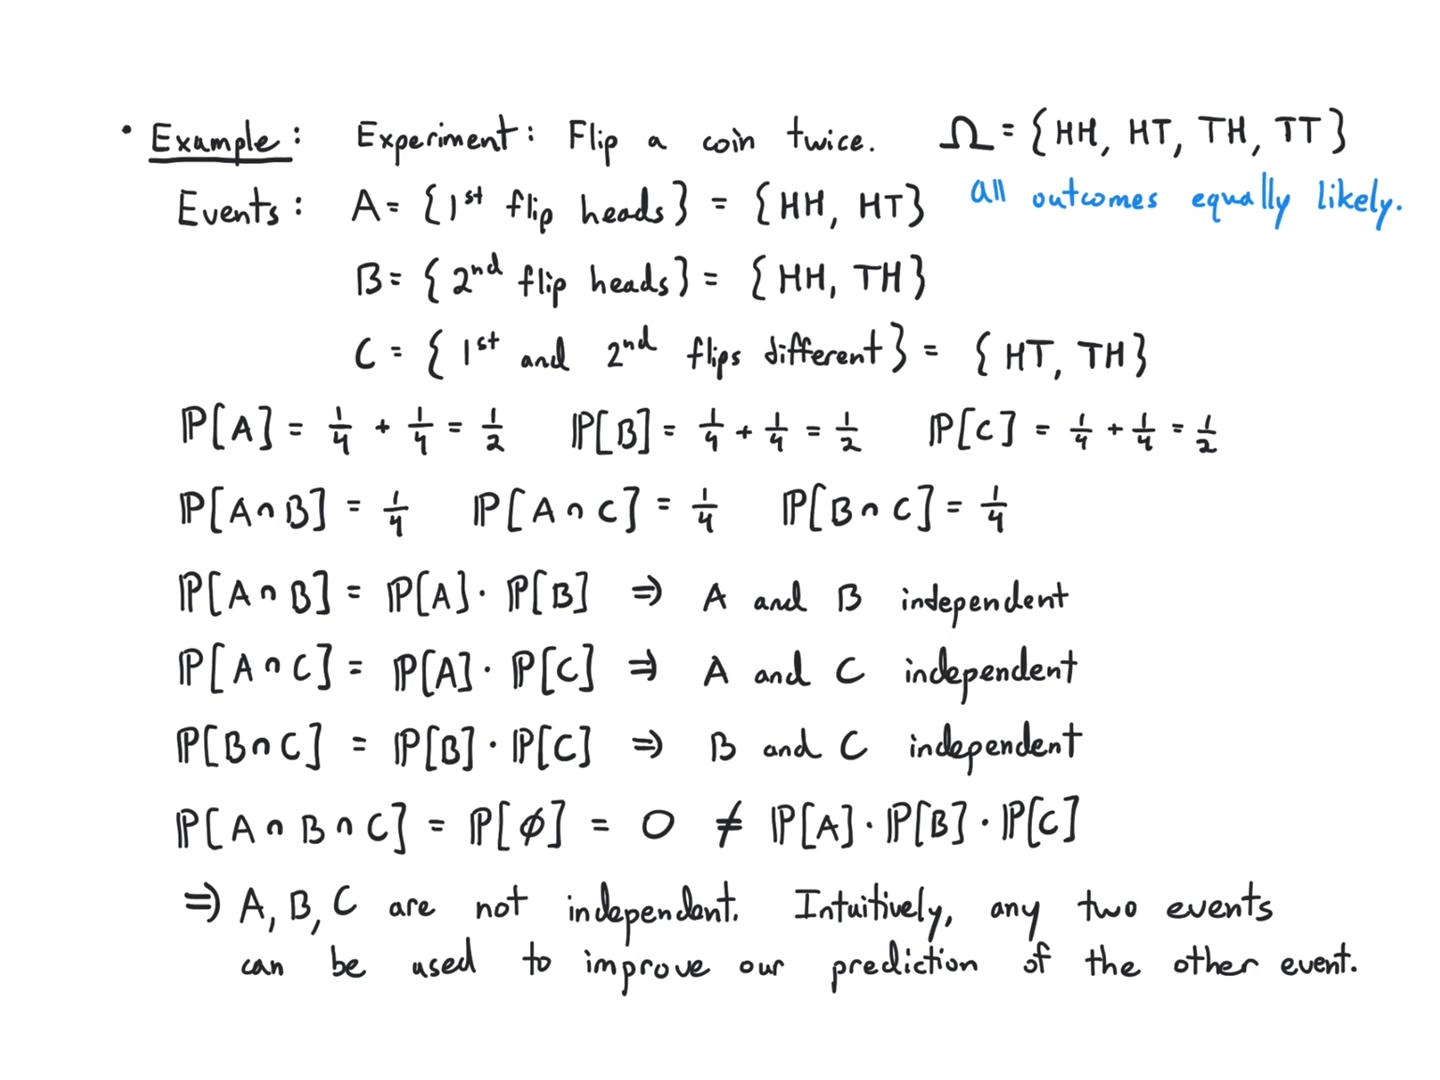 • Example: Experiment: Flip a coin twice. Ω = {HH, HT, TH, TT}
all outcomes equally likely.
Events: A = {1st flip heads} = {HH, HT}
B = {2nd flip heads} = {HH, TH}
C = {1st and 2nd flips different} = {HT, TH}
ℙ[A] = 1/4 + 1/4 = 1/2 ℙ[B] = 1/4 + 1/4 = 1/2 ℙ[C] = 1/4 + 1/4 = 1/2
ℙ[A ∩ B] = 1/4 ℙ[A ∩ C] = 1/4 ℙ[B ∩ C] = 1/4
ℙ[A ∩ B] = ℙ[A] · ℙ[B] ⇒ A and B independent
ℙ[A ∩ C] = ℙ[A] · ℙ[C] ⇒ A and C independent
ℙ[B ∩ C] = ℙ[B] · ℙ[C] ⇒ B and C independent
ℙ[A ∩ B ∩ C] = ℙ[∅] = 0 ≠ ℙ[A] · ℙ[B] · ℙ[C]
⇒ A, B, C are not independent. Intuitively, any two events
can be used to improve our prediction of the other event.